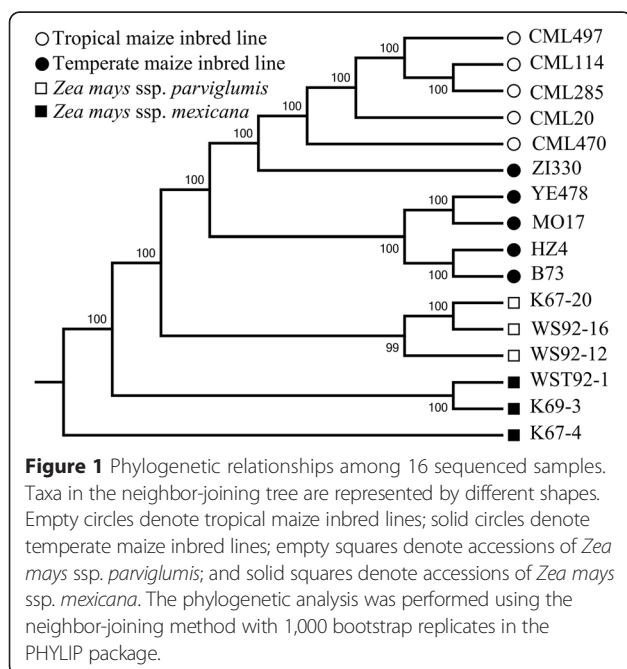 Tropical maize inbred line
Temperate maize inbred line
Zea mays ssp. parviglumis
Zea mays ssp. mexicana
100
CML497
CML114
100
CML285
100
CML20
100
CML470
100
ZI330
100
100
YE478
MO17
100
HZ4
100
B73
100
100
K67-20
WS92-16
99
WS92-12
100
WST92-1
100
K69-3
K67-4
Figure 1 Phylogenetic relationships among 16 sequenced samples.
Taxa in the neighbor-joining tree are represented by different shapes.
Empty circles denote tropical maize inbred lines; solid circles denote
temperate maize inbred lines; empty squares denote accessions of Zea
mays ssp. parviglumis; and solid squares denote accessions of Zea mays
ssp. mexicana. The phylogenetic analysis was performed using the
neighbor-joining method with 1,000 bootstrap replicates in the
PHYLIP package.